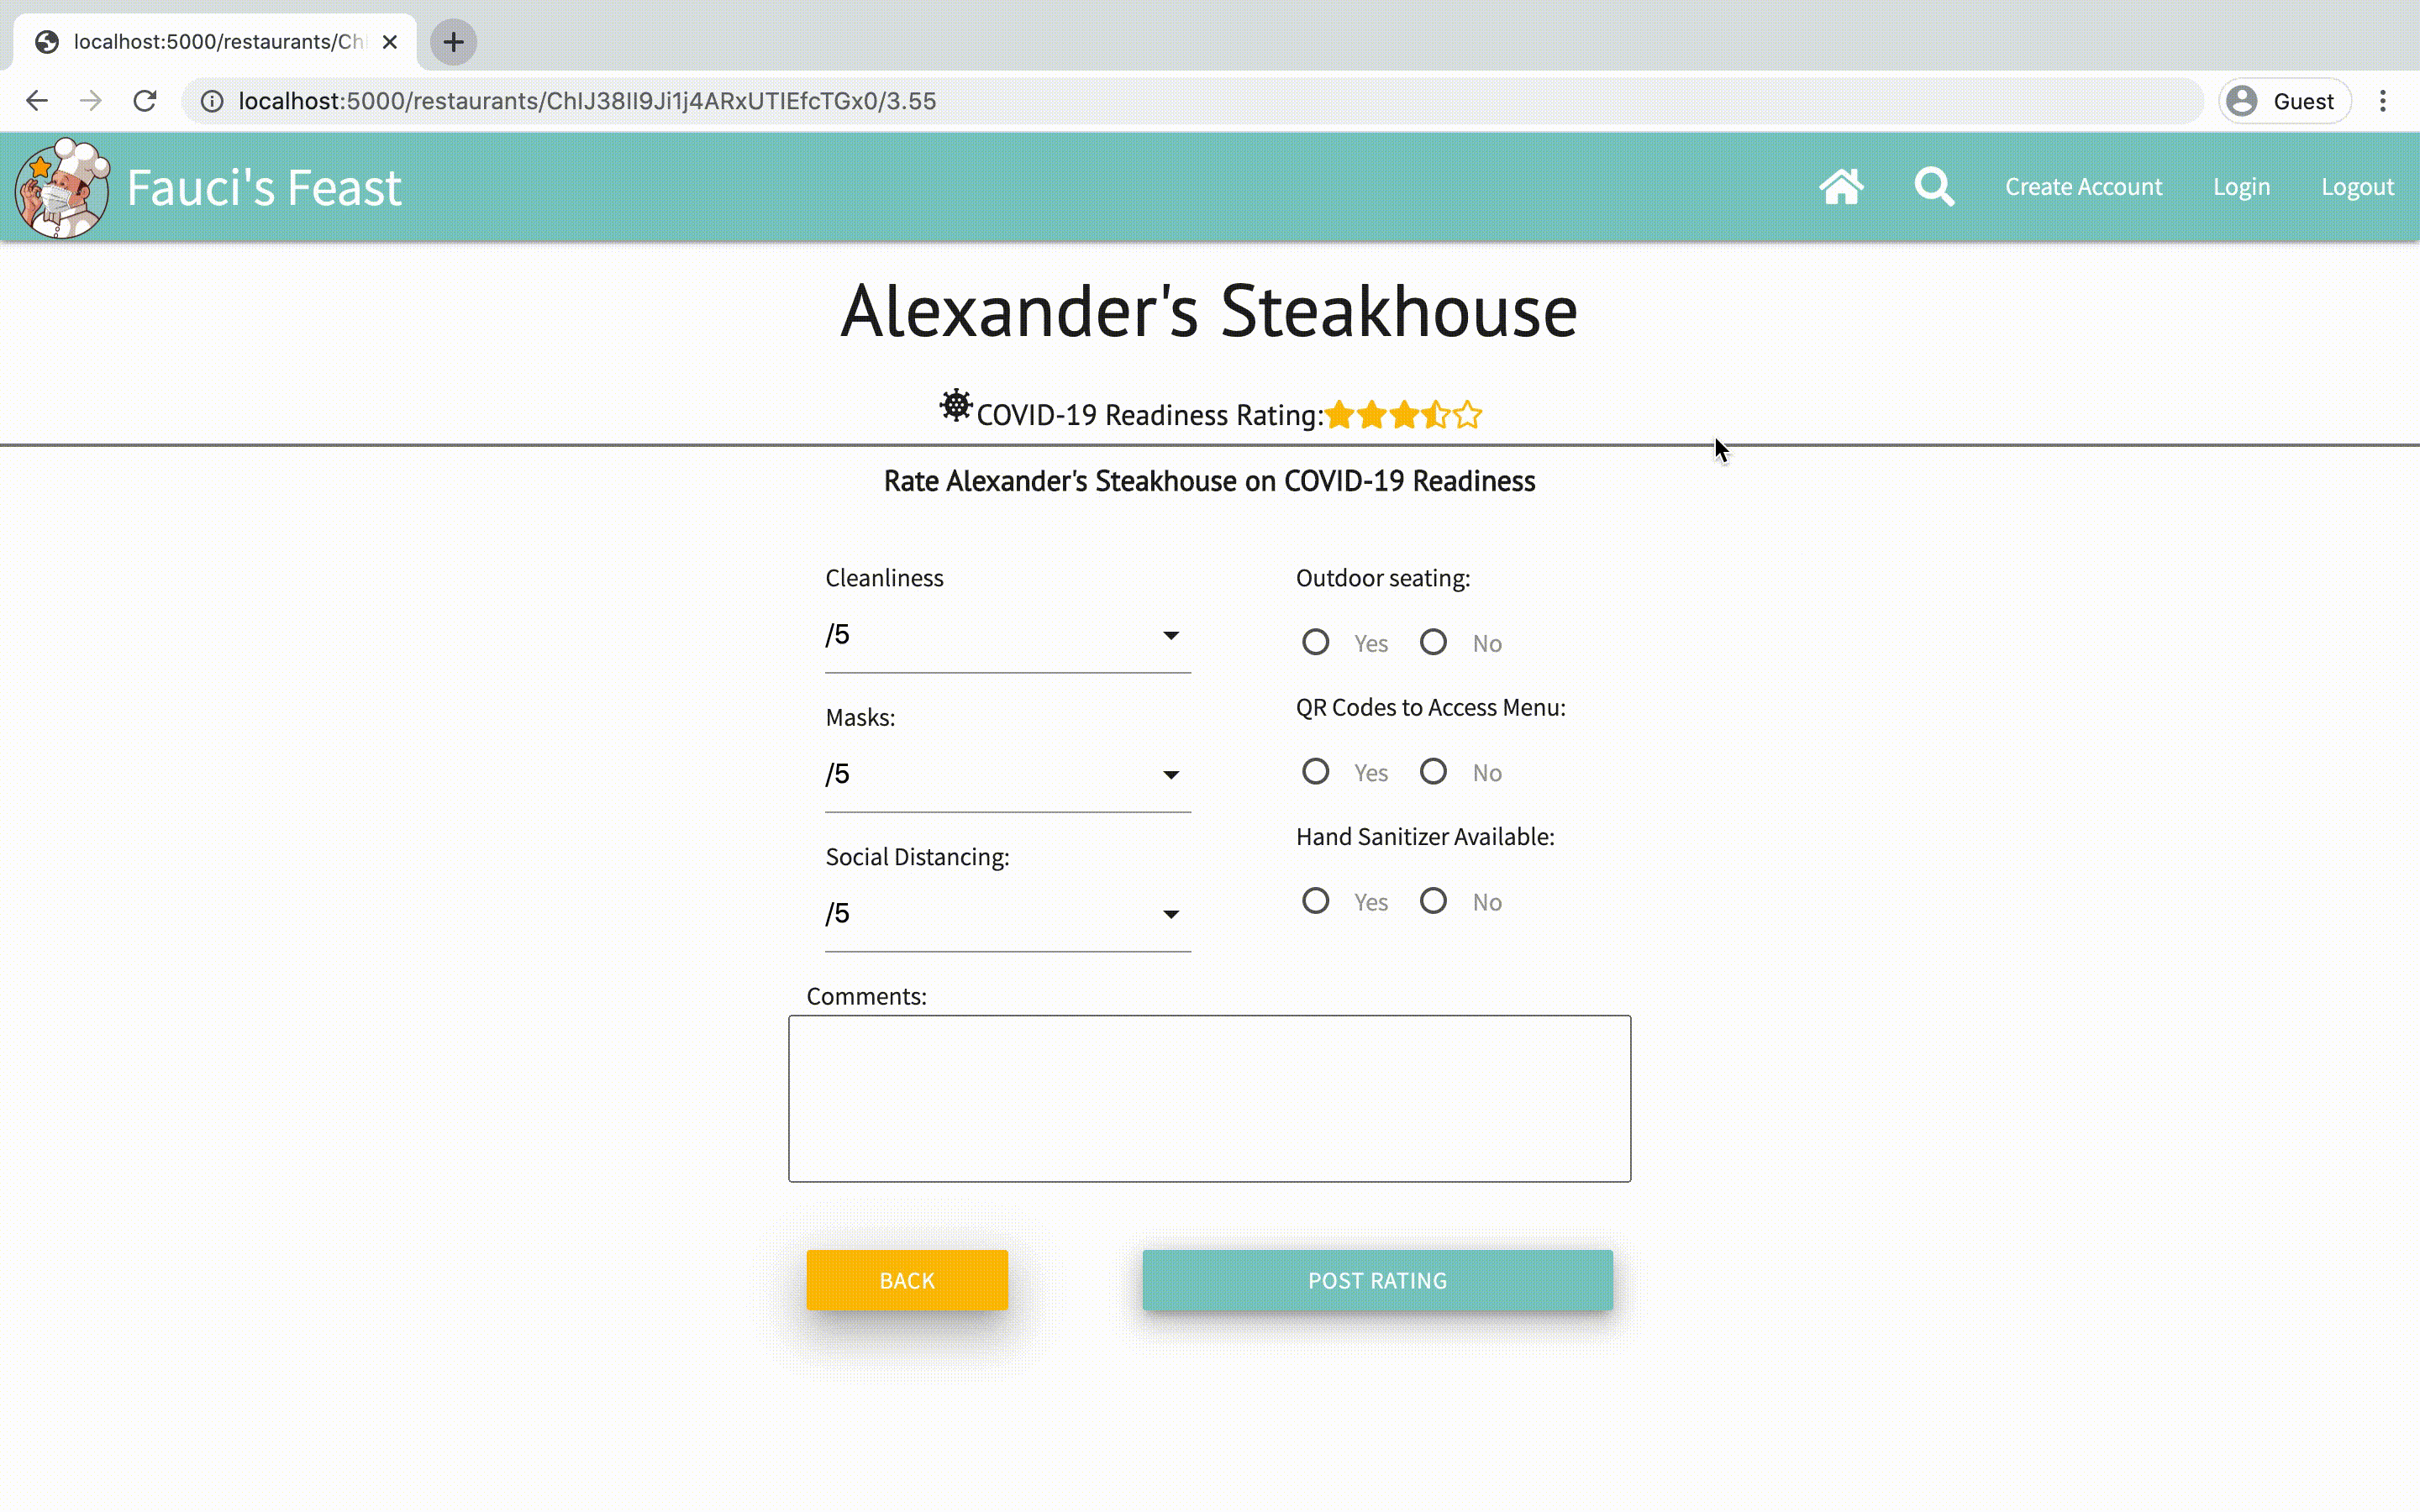 localhost:5000/restaurants/Ch
localhost:5000/restaurants/ChIJ38II9Ji1j4ARxUTIEfcTGx0/3.55
Guest
Fauci's Feast
Create Account
Login
Logout
Alexander's Steakhouse
COVID-19 Readiness Rating:
Rate Alexander's Steakhouse on COVID-19 Readiness
Cleanliness
/5
Masks:
/5
Social Distancing:
/5
Outdoor seating:
Yes No
QR Codes to Access Menu:
Yes No
Hand Sanitizer Available:
Yes No
Comments:
BACK
POST RATING